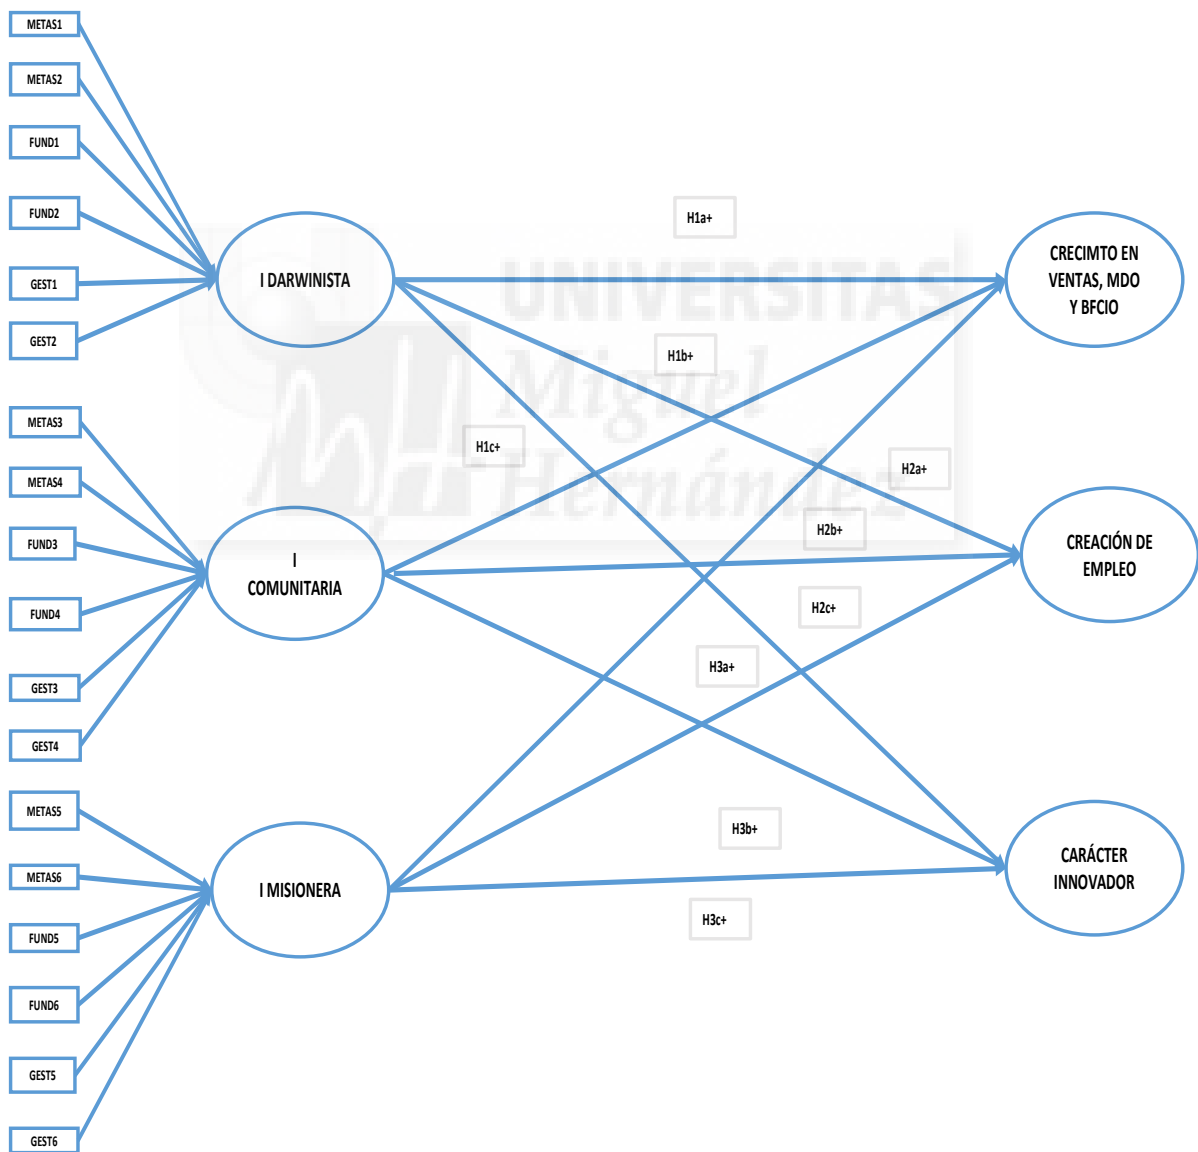 METAS1
METAS2
FUND1
FUND2
GEST1
GEST2
METAS3
METAS4
FUND3
FUND4
GEST3
GEST4
METAS5
METAS6
FUND5
FUND6
GEST5
GEST6
I DARWINISTA
I
COMUNITARIA
I MISIONERA
H1a+
H1b+
H1c+
H2a+
H2b+
H2c+
H3a+
H3b+
H3c+
CRECIMTO EN
VENTAS, MDO
Y BFCIO
CREACIÓN DE
EMPLEO
CARÁCTER
INNOVADOR
UNIVERSITAS
Miguel
Hernández